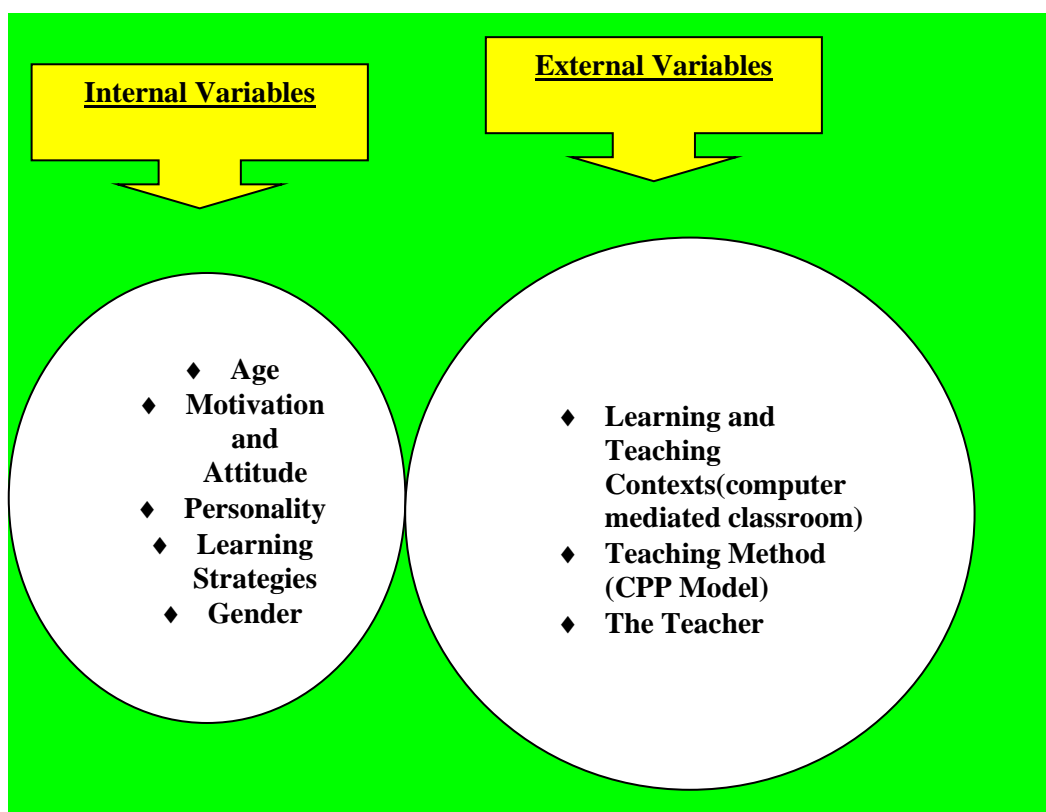 Internal Variables
External Variables
♦ Age
♦ Motivation
and
Attitude
♦ Personality
♦ Learning
Strategies
♦ Gender
♦ Learning and
Teaching
Contexts(computer
mediated classroom)
♦ Teaching Method
(CPP Model)
♦ The Teacher